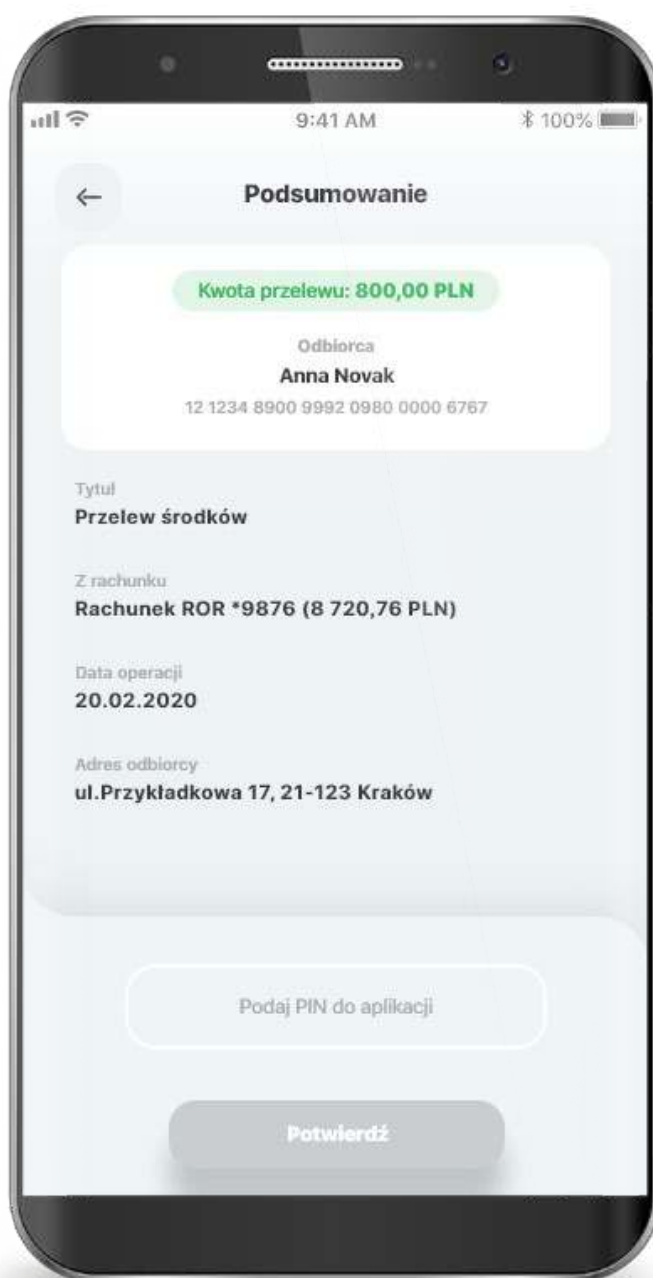 9:41 AM
100%
Podsumowanie
Kwota przelewu: 800,00 PLN
Odbiorca
Anna Novak
12 1234 8900 9992 0980 0000 6767
Tytuł
Przelew środków
Z rachunku
Rachunek ROR *9876 (8 720,76 PLN)
Data operacji
20.02.2020
Adres odbiorcy
ul.Przykładkowa 17, 21-123 Kraków
Podaj PIN do aplikacji
Potwierdź